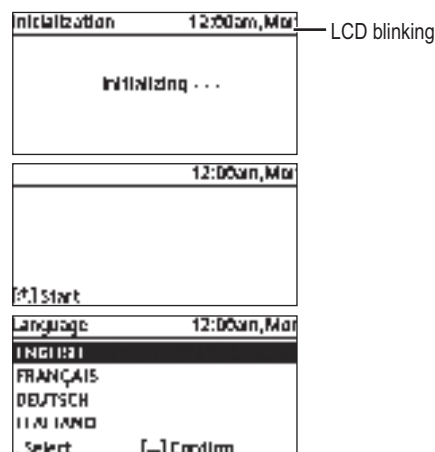 Initialization 12:00am,Mon
LCD blinking
Initializing · · ·
12:00am,Mon
Start
Language 12:00am,Mon
ENGLISH
FRANÇAIS
DEUTSCH
ITALIANO
Select Confirm